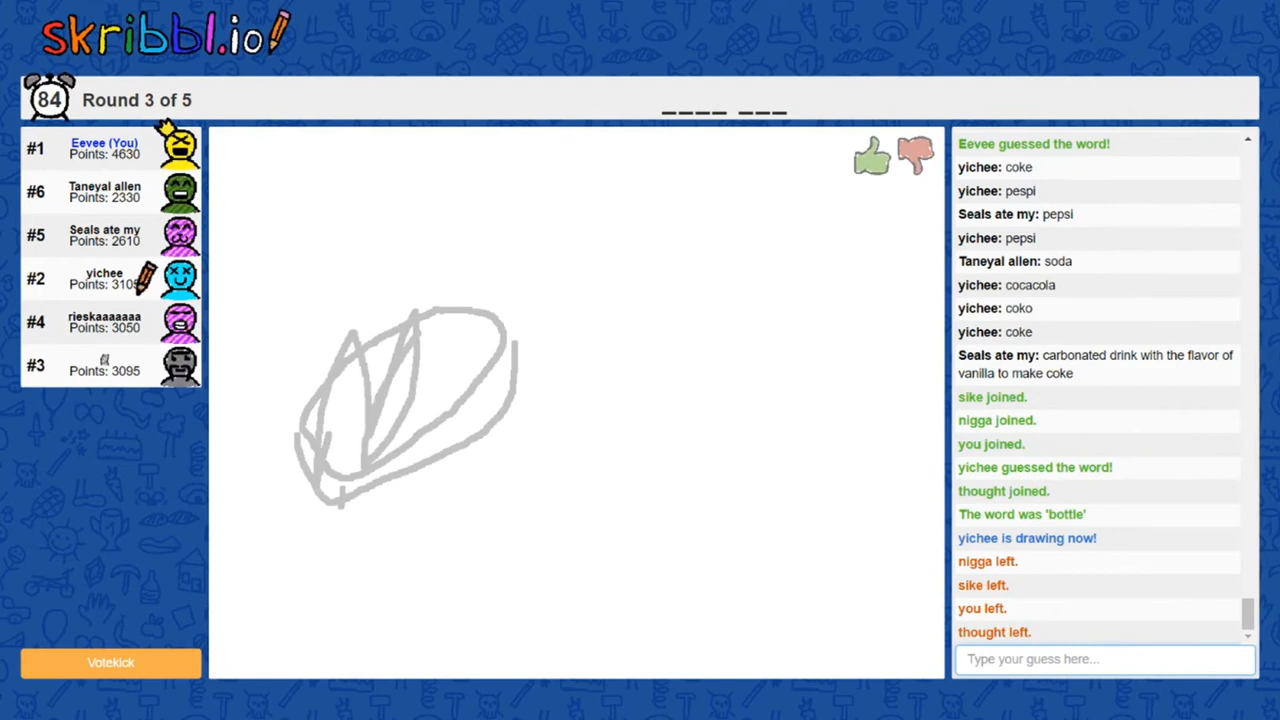 skribbl.io
84
Round 3 of 5
____ ___
#1
Eevee (You)
Points: 4630
#6
Taneyal allen
Points: 2330
#5
Seals ate my
Points: 2610
#2
yichee
Points: 3105
#4
rieskaaaaaaa
Points: 3050
#3
Points: 3095
Votekick
Eevee guessed the word!
yichee: coke
yichee: pespi
Seals ate my: pepsi
yichee: pepsi
Taneyal allen: soda
yichee: cocacola
yichee: coko
yichee: coke
Seals ate my: carbonated drink with the flavor of
vanilla to make coke
sike joined.
nigga joined.
you joined.
yichee guessed the word!
thought joined.
The word was 'bottle'
yichee is drawing now!
nigga left.
sike left.
you left.
thought left.
Type your guess here...